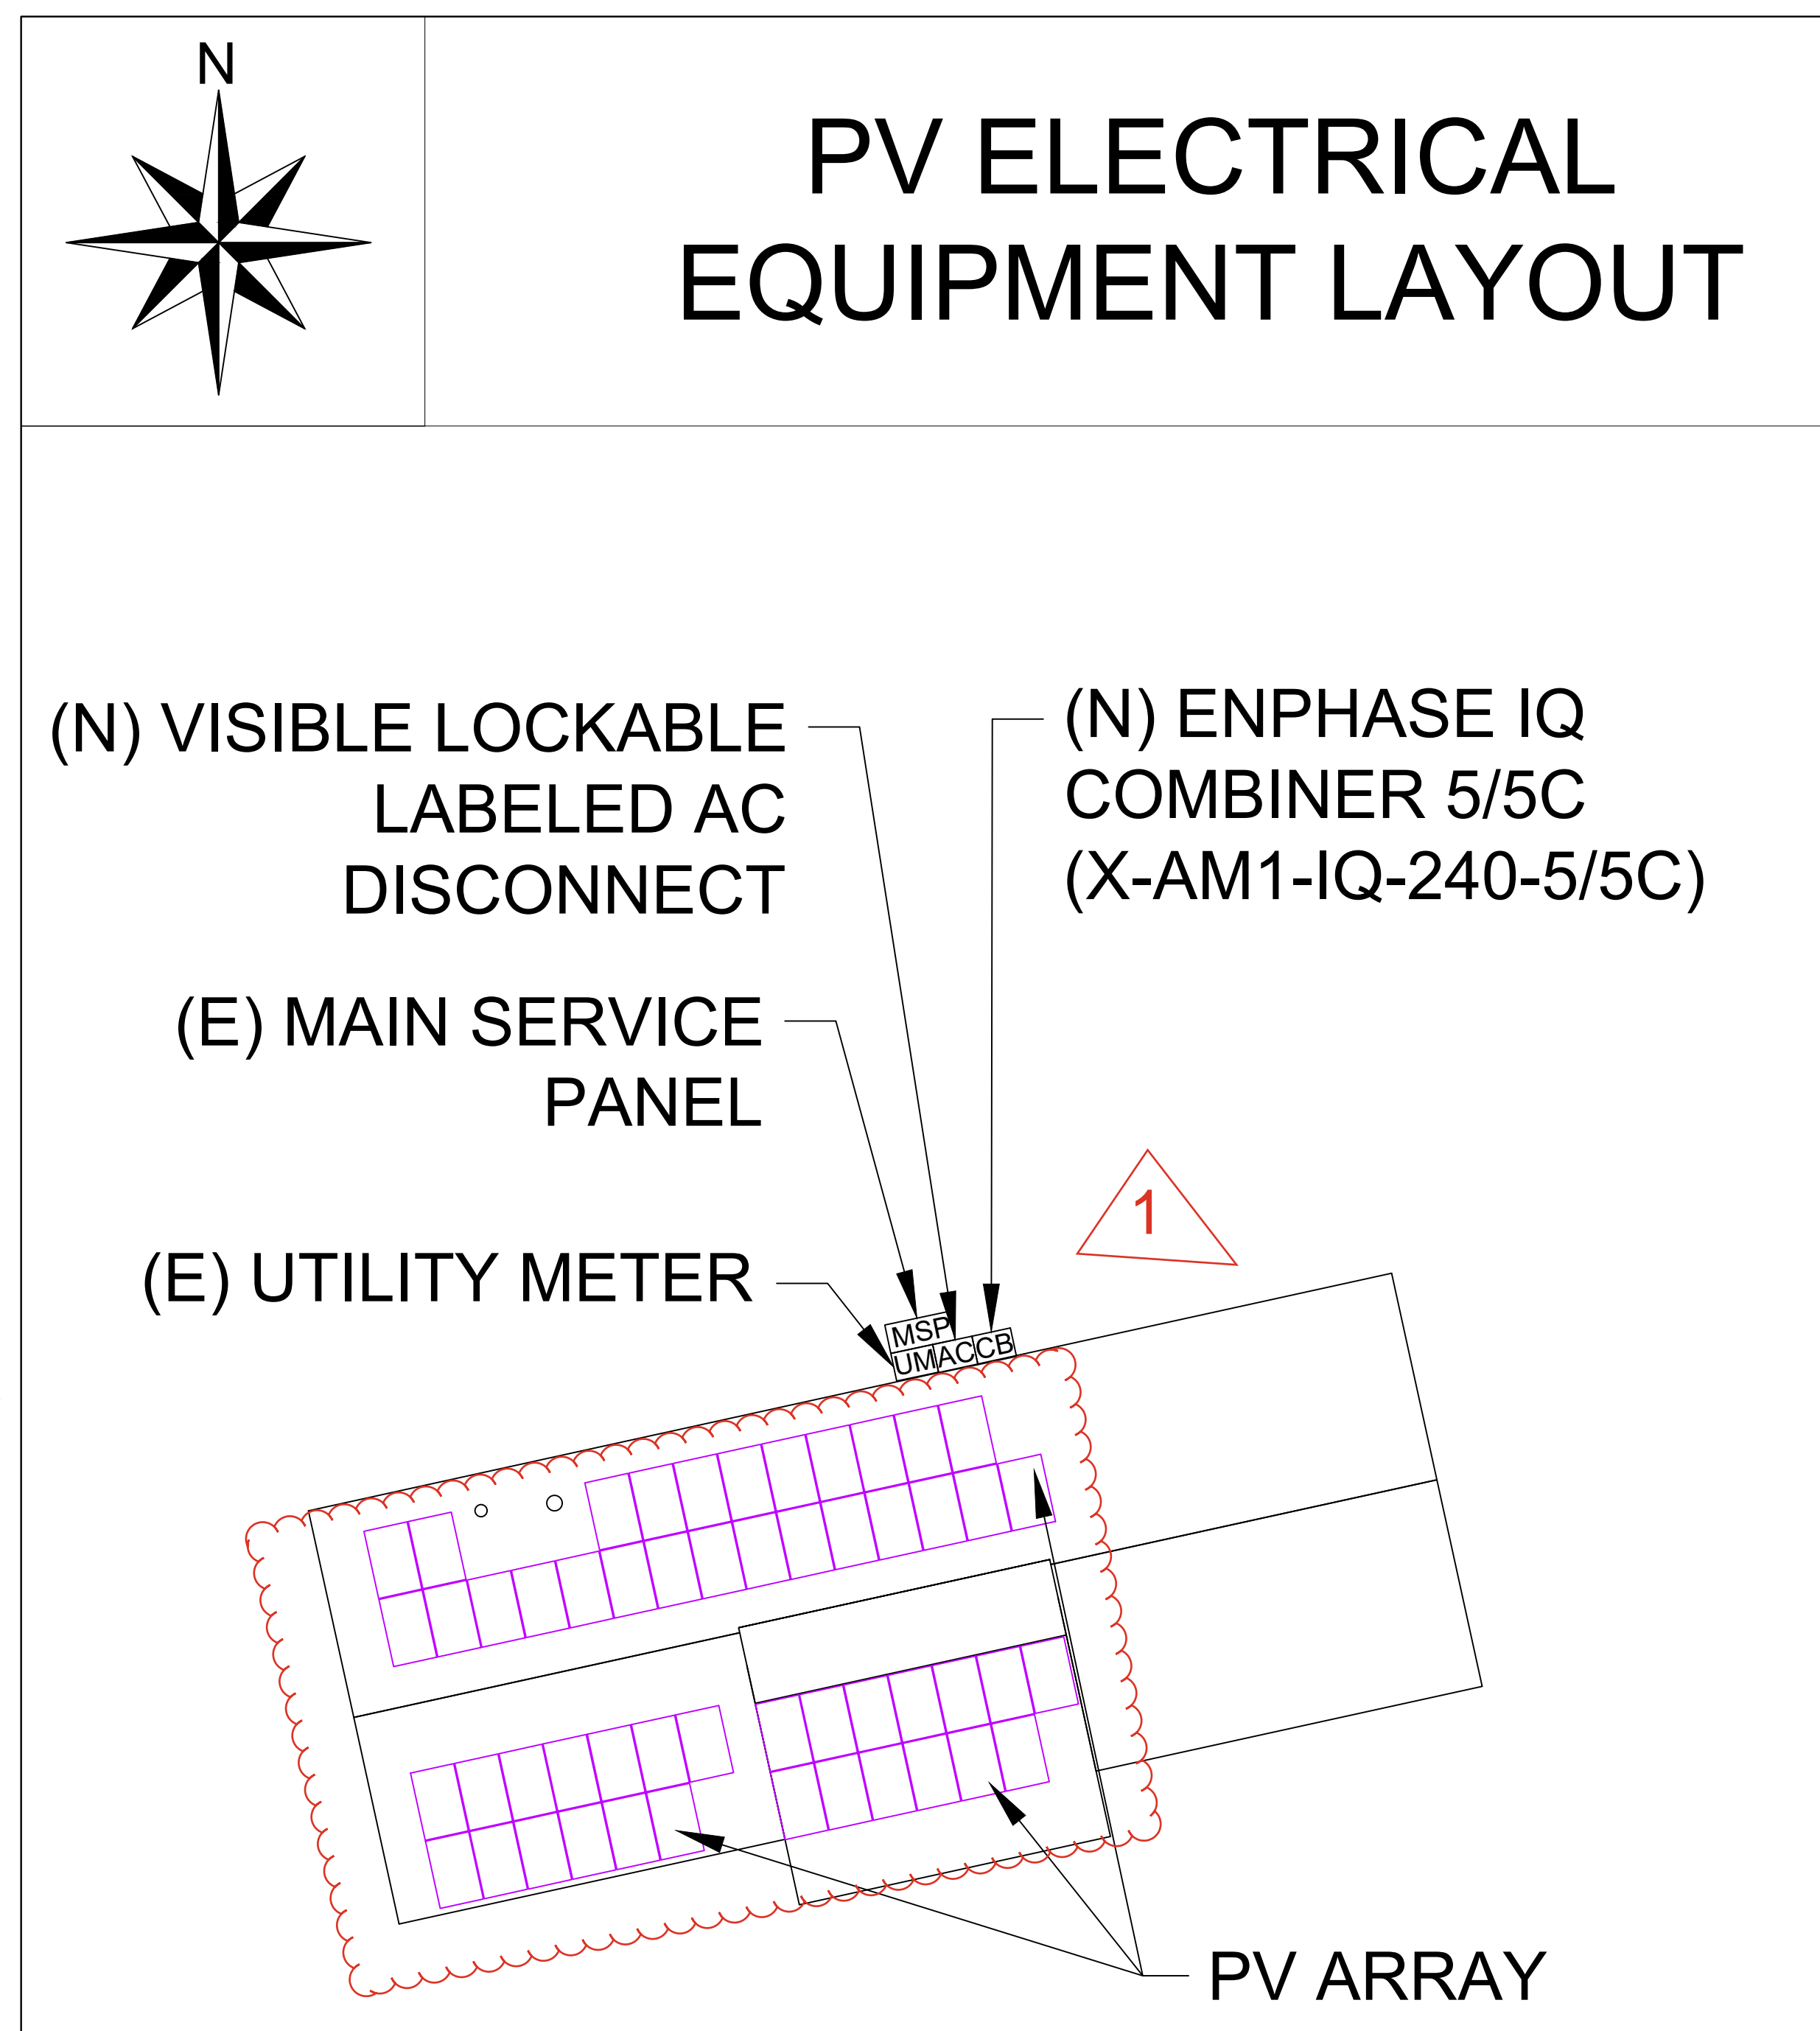 N
PV ELECTRICAL
EQUIPMENT LAYOUT
(N) VISIBLE LOCKABLE
LABELED AC
DISCONNECT
(N) ENPHASE IQ
COMBINER 5/5C
(X-AM1-IQ-240-5/5C)
(E) MAIN SERVICE
PANEL
1
(E) UTILITY METER
MSP
UM AC CB
PV ARRAY